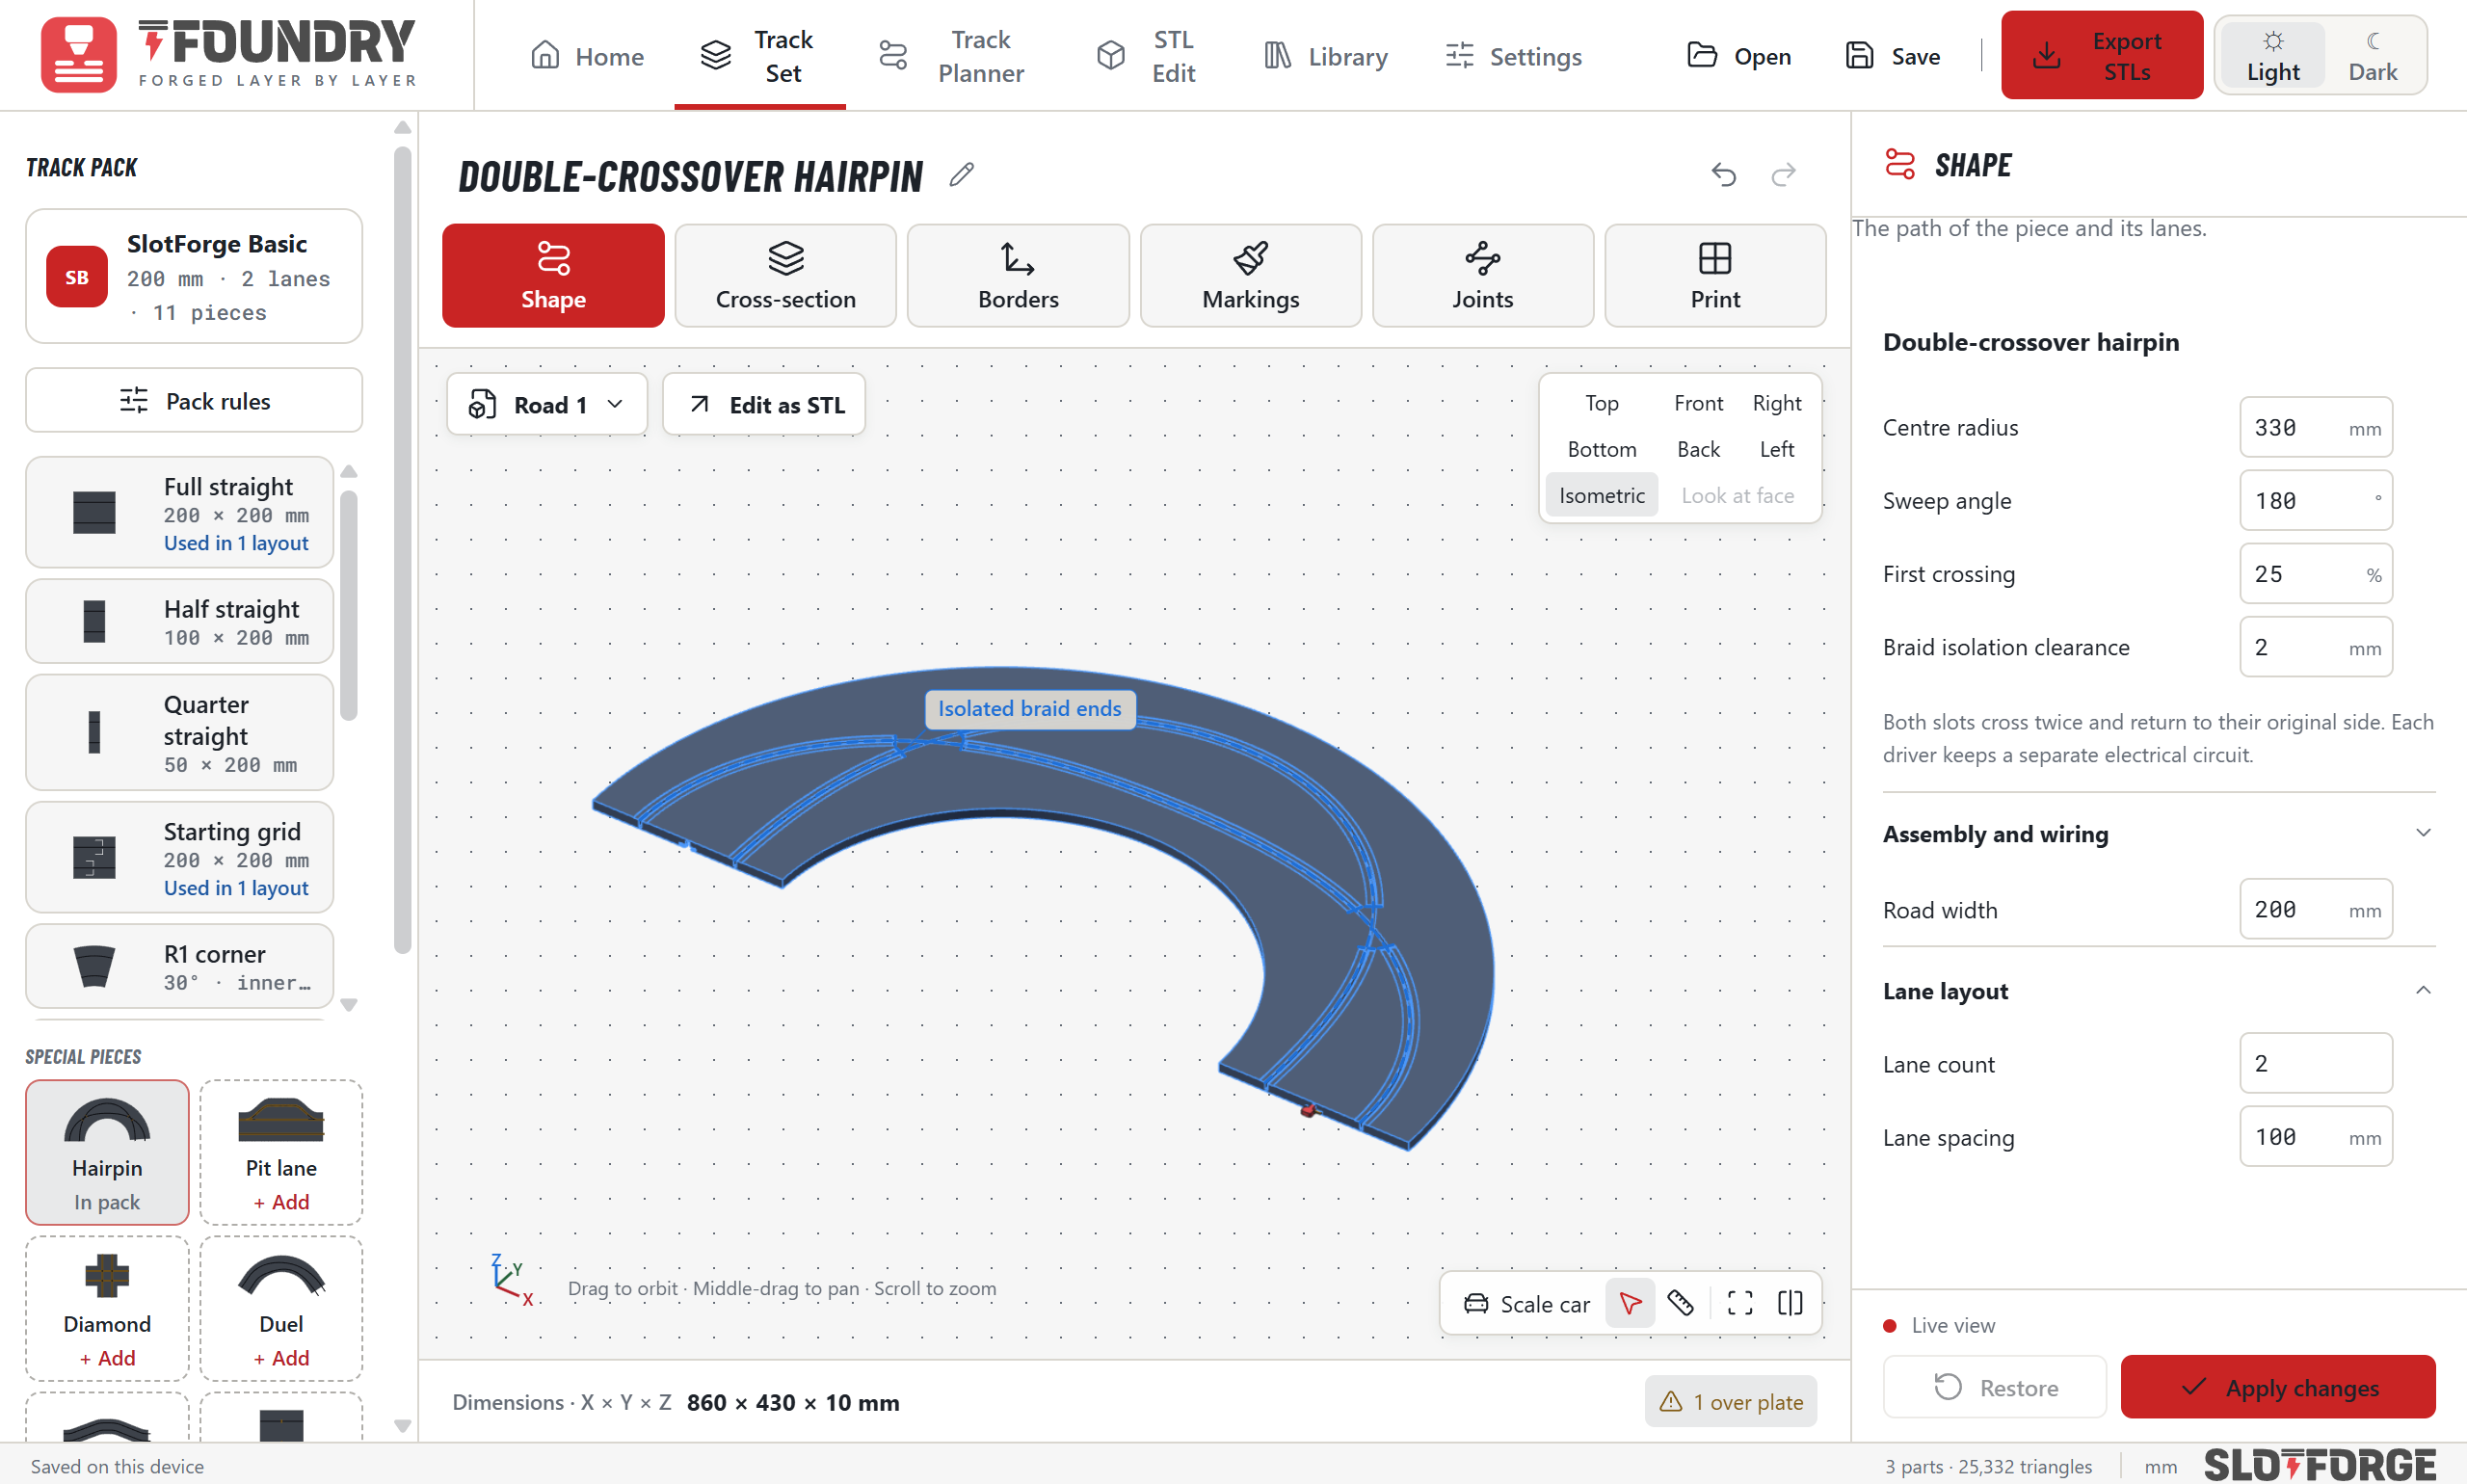 FOUNDRY
FORGED LAYER BY LAYER
Home
Track Set
Track Planner
STL Edit
Library
Settings
Open
Save
Export STLs
Light
Dark
TRACK PACK
SB
SlotForge Basic
200 mm · 2 lanes
· 11 pieces
Pack rules
Full straight
200 × 200 mm
Used in 1 layout
Half straight
100 × 200 mm
Quarter
straight
50 × 200 mm
Starting grid
200 × 200 mm
Used in 1 layout
R1 corner
30° · inner…
SPECIAL PIECES
Hairpin
In pack
Pit lane
+ Add
Diamond
+ Add
Duel
+ Add
DOUBLE-CROSSOVER HAIRPIN
Shape
Cross-section
Borders
Markings
Joints
Print
Road 1
Edit as STL
Top
Front
Right
Bottom
Back
Left
Isometric
Look at face
Isolated braid ends
Z
Y
X
Drag to orbit · Middle-drag to pan · Scroll to zoom
Scale car
Dimensions · X × Y × Z 860 × 430 × 10 mm
1 over plate
SHAPE
The path of the piece and its lanes.
Double-crossover hairpin
Centre radius
330 mm
Sweep angle
180 °
First crossing
25 %
Braid isolation clearance
2 mm
Both slots cross twice and return to their original side. Each
driver keeps a separate electrical circuit.
Assembly and wiring
Road width
200 mm
Lane layout
Lane count
2
Lane spacing
100 mm
Live view
Restore
Apply changes
Saved on this device
3 parts · 25,332 triangles
mm
SLOTFORGE